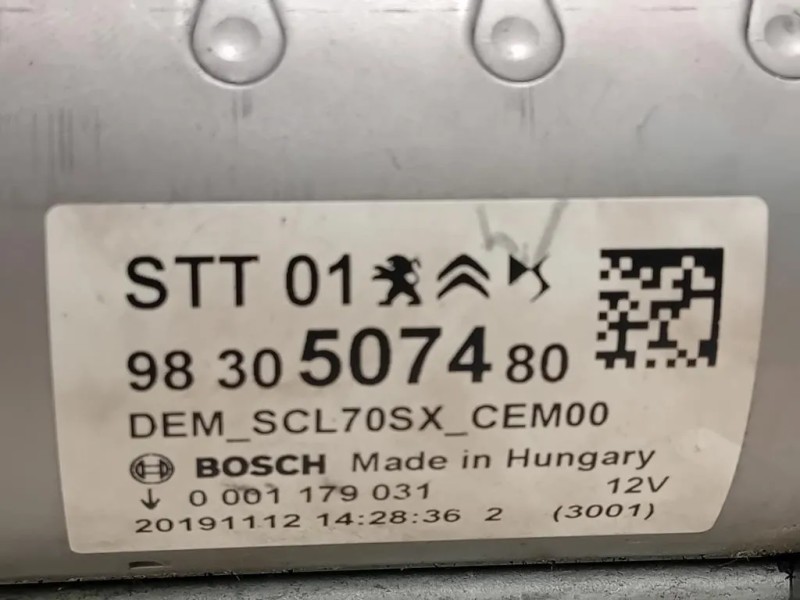 STT 01
98 30 5074 80
DEM_SCL70SX_CEM00
BOSCH Made in Hungary
0 001 179 031 12V
20191112 14:28:36 2 (3001)